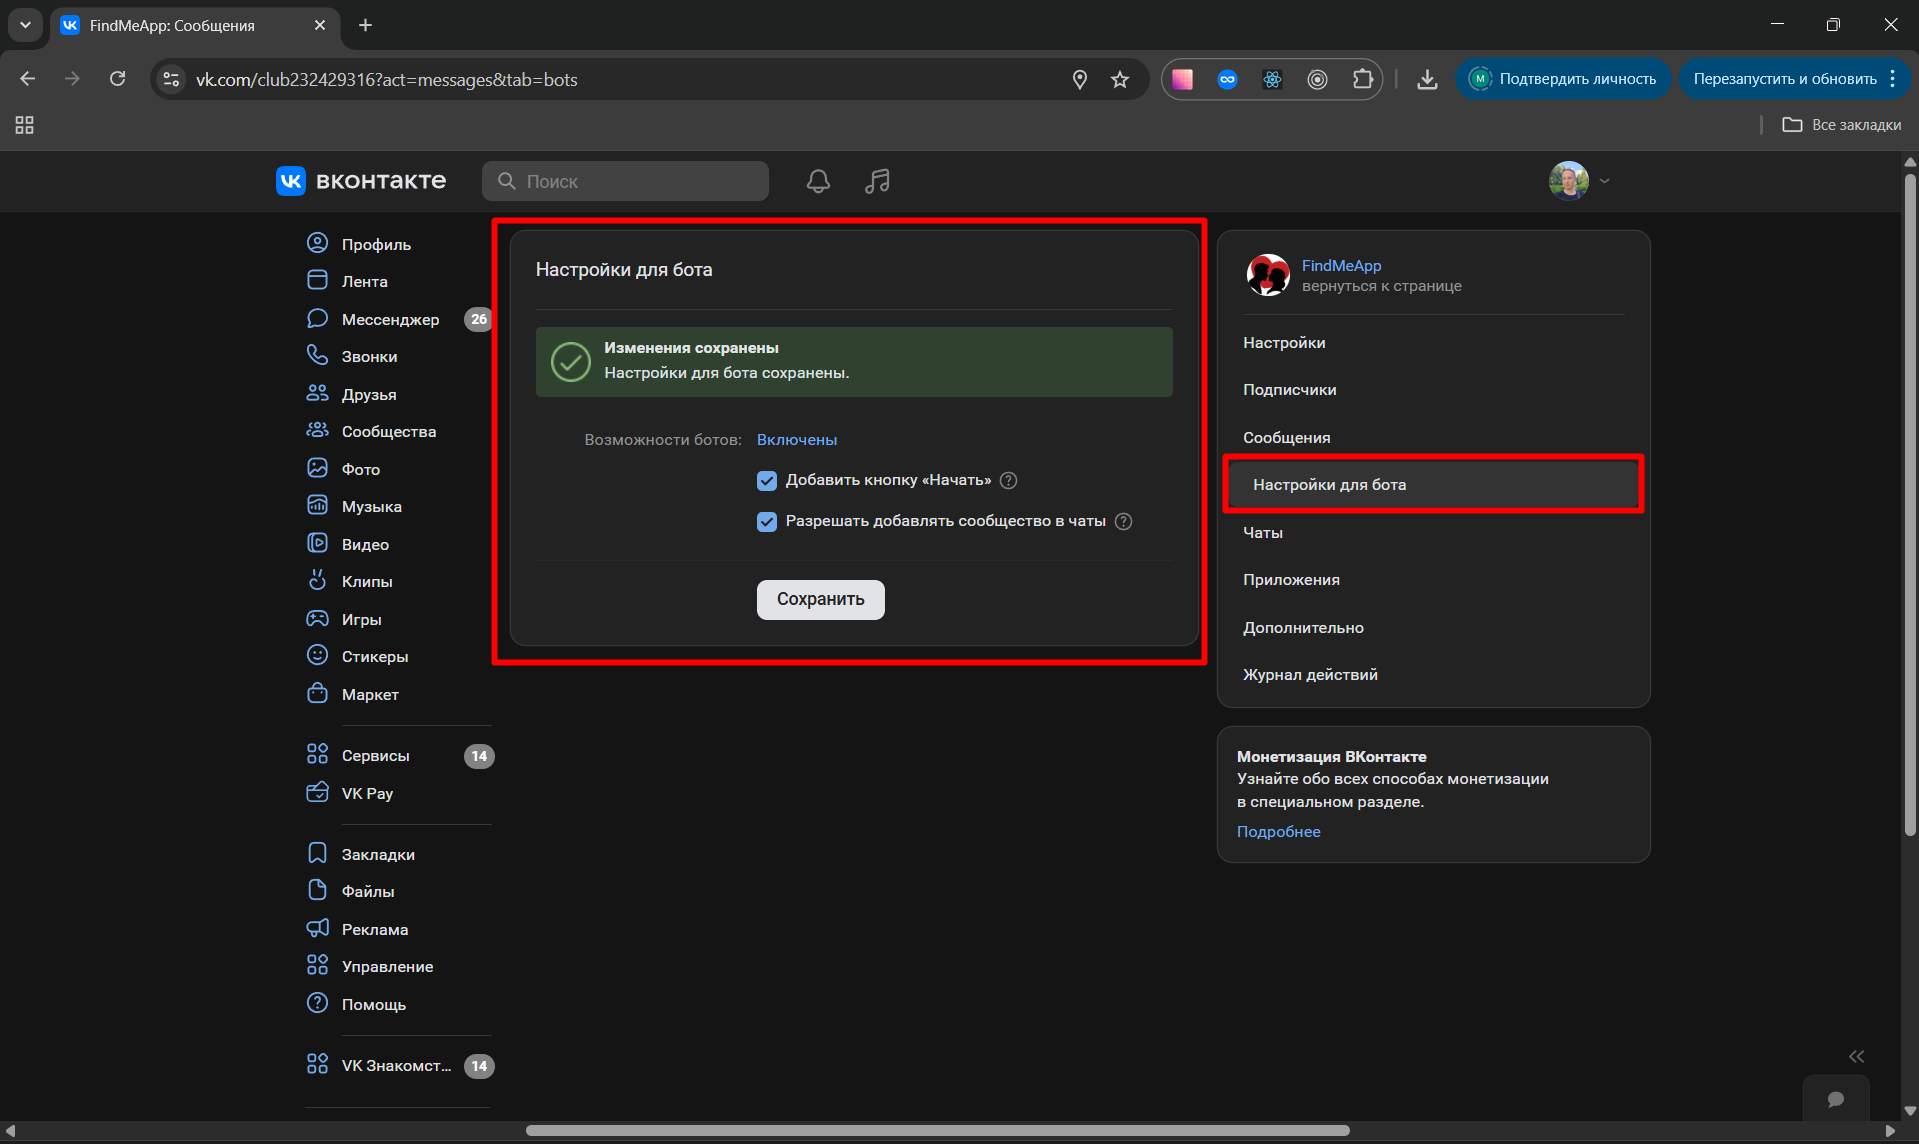 FindMeApp: Сообщения
vk.com/club232429316?act=messages&tab=bots
M
Подтвердить личность
Перезапустить и обновить
Все закладки
вконтакте
Поиск
Профиль
Лента
Мессенджер 26
Звонки
Друзья
Сообщества
Фото
Музыка
Видео
Клипы
Игры
Стикеры
Маркет
Сервисы 14
VK Pay
Закладки
Файлы
Реклама
Управление
Помощь
VK Знакомст... 14
Настройки для бота
Изменения сохранены
Настройки для бота сохранены.
Возможности ботов: Включены
Добавить кнопку «Начать» ?
Разрешать добавлять сообщество в чаты ?
Сохранить
FindMeApp
вернуться к странице
Настройки
Подписчики
Сообщения
Настройки для бота
Чаты
Приложения
Дополнительно
Журнал действий
Монетизация ВКонтакте
Узнайте обо всех способах монетизации
в специальном разделе.
Подробнее